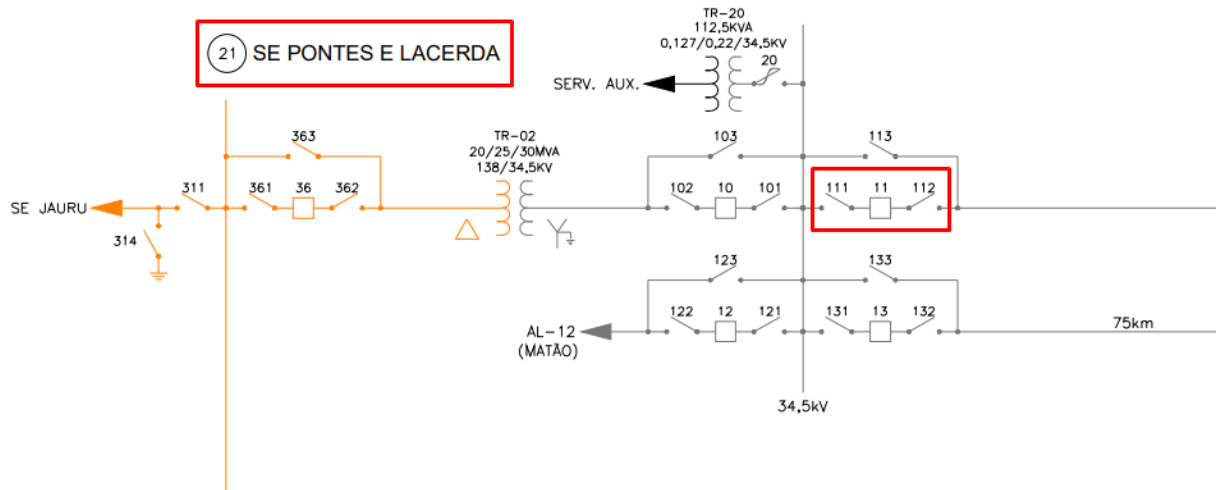 21 SE PONTES E LACERDA
TR-20
112,5KVA
0,127/0,22/34,5KV
20
SERV. AUX.
363
TR-02
20/25/30MVA
138/34,5KV
103
113
311
361
36
362
102
10
101
111
11
112
SE JAURU
314
123
133
122
12
121
131
13
132
75km
AL-12
(MATÃO)
34,5kV